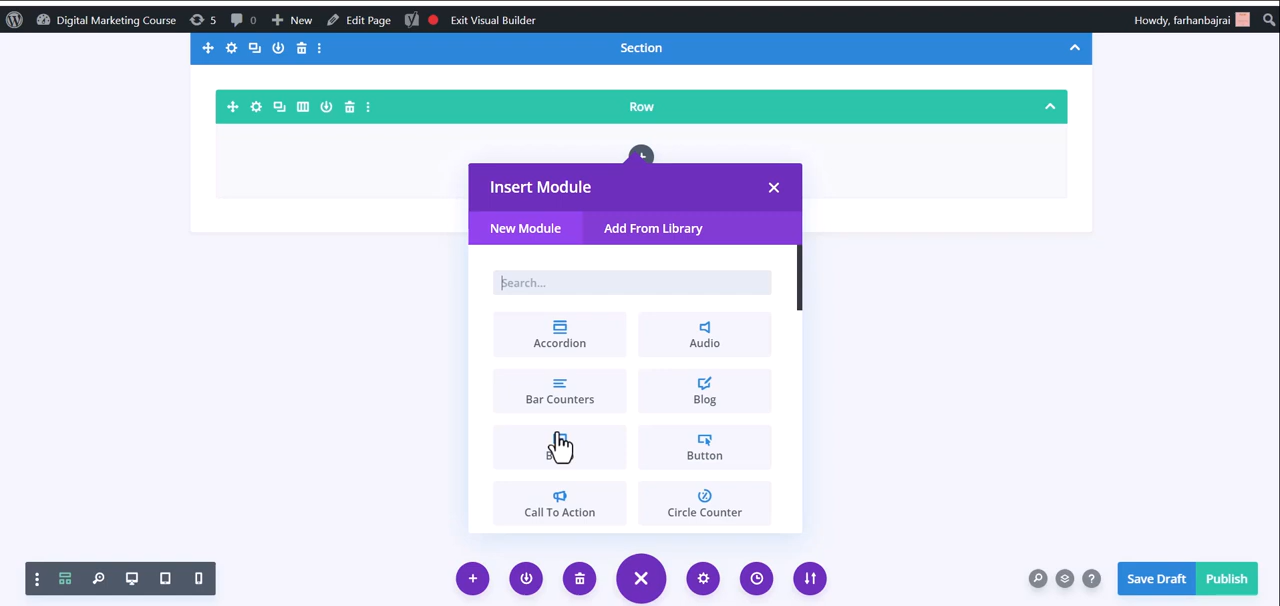 Digital Marketing Course 5 0 New Edit Page Exit Visual Builder Howdy, farhanbajrai
Section
Row
Insert Module
New Module Add From Library
Search...
Accordion Audio
Bar Counters Blog
Button
Call To Action Circle Counter
Save Draft Publish